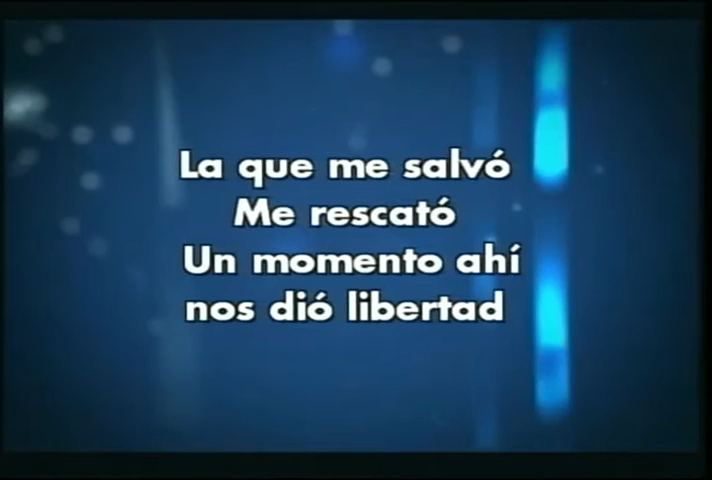 La que me salvó
Me rescató
Un momento ahí
nos dió libertad